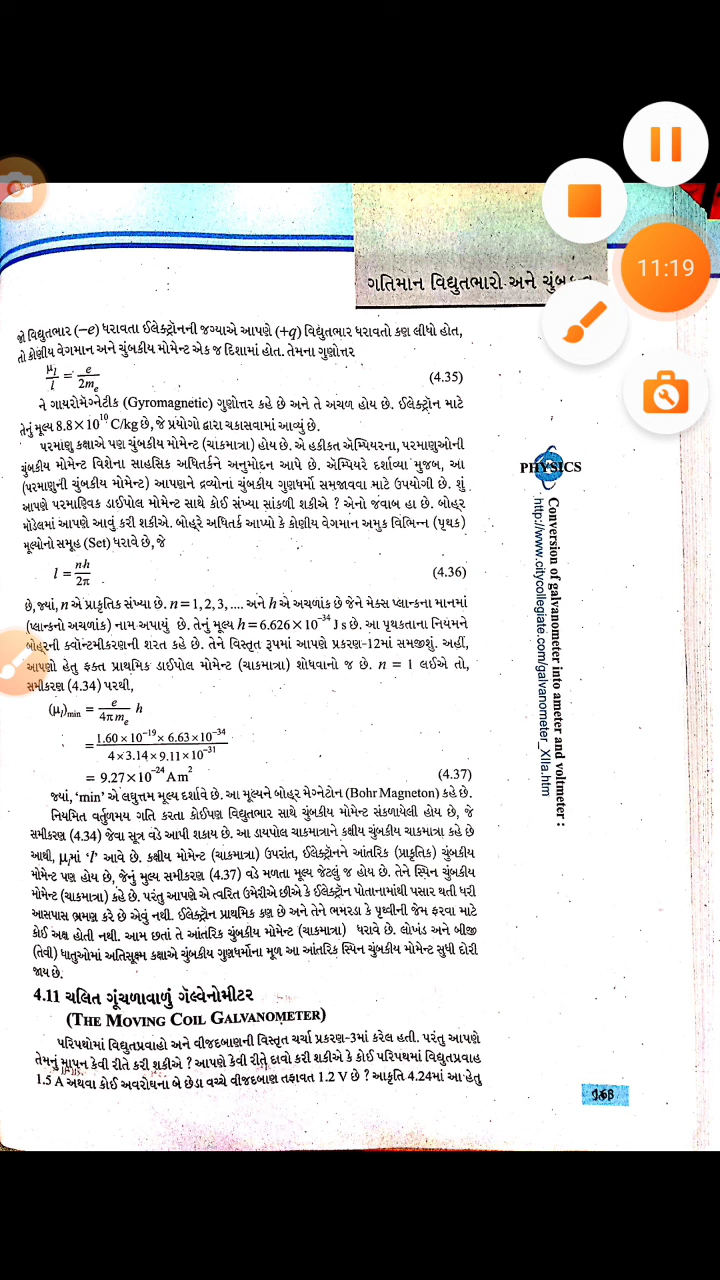 11:19
ગતિમાન વિદ્યુતભારો અને
જો વિદ્યુતભાર (−e) ધરાવતા ઈલેક્ટ્રૉનની જગ્યાએ આપણે (+q) વિદ્યુતભાર ધરાવતો કણ લીધો હોત,
તો કોણીય વેગમાન અને ચુંબકીય મોમેન્ટ એક જ દિશામાં હોત. તેમના ગુણોત્તર
μl / l = e / 2me (4.35)
ને ગાયરોમૅગ્નેટીક (Gyromagnetic) ગુણોત્તર કહે છે અને તે અચળ હોય છે. ઈલેક્ટ્રૉન માટે
તેનું મૂલ્ય 8.8×10^10 C/kg છે, જે પ્રયોગો દ્વારા ચકાસવામાં આવ્યું છે.
પરમાણુ કક્ષાએ પણ ચુંબકીય મોમેન્ટ (ચાકમાત્રા) હોય છે. એ હકીકત ઍમ્પિયરના, પરમાણુઓની
ચુંબકીય મોમેન્ટ વિશેના સાહસિક અધિતર્કને અનુમોદન આપે છે. ઍમ્પિયરે દર્શાવ્યા મુજબ, આ
(પરમાણુની ચુંબકીય મોમેન્ટ) આપણને દ્રવ્યોનાં ચુંબકીય ગુણધર્મો સમજાવવા માટે ઉપયોગી છે. શું
આપણે પરમાણ્વિક ડાઈપોલ મોમેન્ટ સાથે કોઈ સંખ્યા સાંકળી શકીએ ? એનો જવાબ હા છે. બોહ્ર
મૉડેલમાં આપણે આવું કરી શકીએ. બોહ્રે અધિતર્ક આપ્યો કે કોણીય વેગમાન અમુક વિભિન્ન (પૃથક)
મૂલ્યોનો સમૂહ (Set) ધરાવે છે, જે
l = nh / 2π (4.36)
છે, જ્યાં, n એ પ્રાકૃતિક સંખ્યા છે. n = 1, 2, 3, .... અને h એ અચળાંક છે જેને મેક્સ પ્લાન્કના માનમાં
(પ્લાન્કનો અચળાંક) નામ અપાયું છે. તેનું મૂલ્ય h = 6.626×10^−34 J s છે. આ પૃથકતાના નિયમને
બોહ્રની ક્વૉન્ટમીકરણની શરત કહે છે. તેને વિસ્તૃત રૂપમાં આપણે પ્રકરણ-12માં સમજીશું. અહીં,
આપણો હેતુ ફક્ત પ્રાથમિક ડાઈપોલ મોમેન્ટ (ચાકમાત્રા) શોધવાનો જ છે. n = 1 લઈએ તો,
સમીકરણ (4.34) પરથી,
(μl)min = e / 4πme h
= 1.60×10^−19 × 6.63×10^−34 / 4×3.14×9.11×10^−31
= 9.27×10^−24 Am^2 (4.37)
જ્યાં, ‘min’ એ લઘુત્તમ મૂલ્ય દર્શાવે છે. આ મૂલ્યને બોહ્ર મેગ્નેટોન (Bohr Magneton) કહે છે.
નિયમિત વર્તુળમય ગતિ કરતા કોઈપણ વિદ્યુતભાર સાથે ચુંબકીય મોમેન્ટ સંકળાયેલી હોય છે, જે
સમીકરણ (4.34) જેવા સૂત્ર વડે આપી શકાય છે. આ ડાયપોલ ચાકમાત્રાને કક્ષીય ચુંબકીય ચાકમાત્રા કહે છે
આથી, μમાં ‘l’ આવે છે. કક્ષીય મોમેન્ટ (ચાકમાત્રા) ઉપરાંત, ઈલેક્ટ્રૉનને આંતરિક (પ્રાકૃતિક) ચુંબકીય
મોમેન્ટ પણ હોય છે, જેનું મુલ્ય સમીકરણ (4.37) વડે મળતા મૂલ્ય જેટલું જ હોય છે. તેને સ્પિન ચુંબકીય
મોમેન્ટ (ચાકમાત્રા) કહે છે. પરંતુ આપણે એ ત્વરિત ઉમેરીએ છીએ કે ઈલેક્ટ્રૉન પોતાનામાંથી પસાર થતી ધરી
આસપાસ ભ્રમણ કરે છે એવું નથી. ઈલેક્ટ્રૉન પ્રાથમિક કણ છે અને તેને ભમરડા કે પૃથ્વીની જેમ ફરવા માટે
કોઈ અક્ષ હોતી નથી. આમ છતાં તે આંતરિક ચુંબકીય મોમેન્ટ (ચાકમાત્રા) ધરાવે છે. લોખંડ અને બીજી
(તેવી) ધાતુઓમાં અતિસૂક્ષ્મ કક્ષાએ ચુંબકીય ગુણધર્મોના મૂળ આ આંતરિક સ્પિન ચુંબકીય મોમેન્ટ સુધી દોરી
જાય છે.
4.11 ચલિત ગૂંચળાવાળું ગૅલ્વેનોમીટર
(THE MOVING COIL GALVANOMETER)
પરિપથોમાં વિદ્યુતપ્રવાહો અને વીજદબાણની વિસ્તૃત ચર્ચા પ્રકરણ-3માં કરેલ હતી. પરંતુ આપણે
તેમનું માપન કેવી રીતે કરી શકીએ ? આપણે કેવી રીતે દાવો કરી શકીએ કે કોઈ પરિપથમાં વિદ્યુતપ્રવાહ
1.5 A અથવા કોઈ અવરોધના બે છેડા વચ્ચે વીજદબાણ તફાવત 1.2 V છે ? આકૃતિ 4.24માં આ હેતુ
PHYSICS
Conversion of galvanometer into ameter and voltmeter :
http://www.citycollegiate.com/galvanometer_XIIa.htm